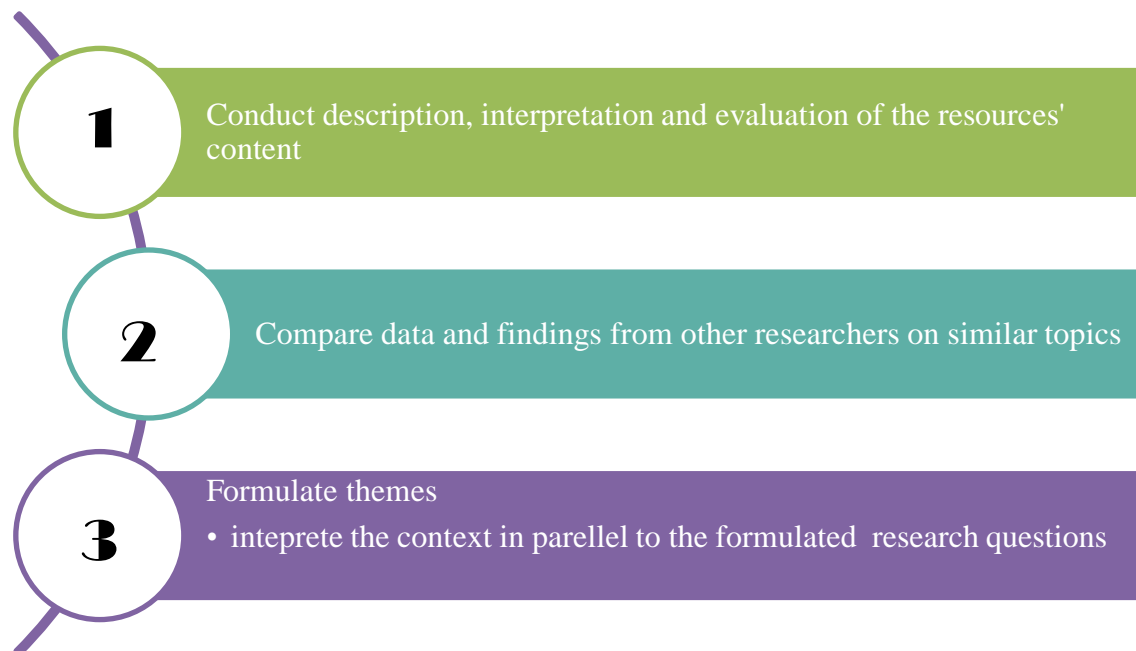 1
Conduct description, interpretation and evaluation of the resources'
content
2
Compare data and findings from other researchers on similar topics
3
Formulate themes
• inteprete the context in parellel to the formulated  research questions